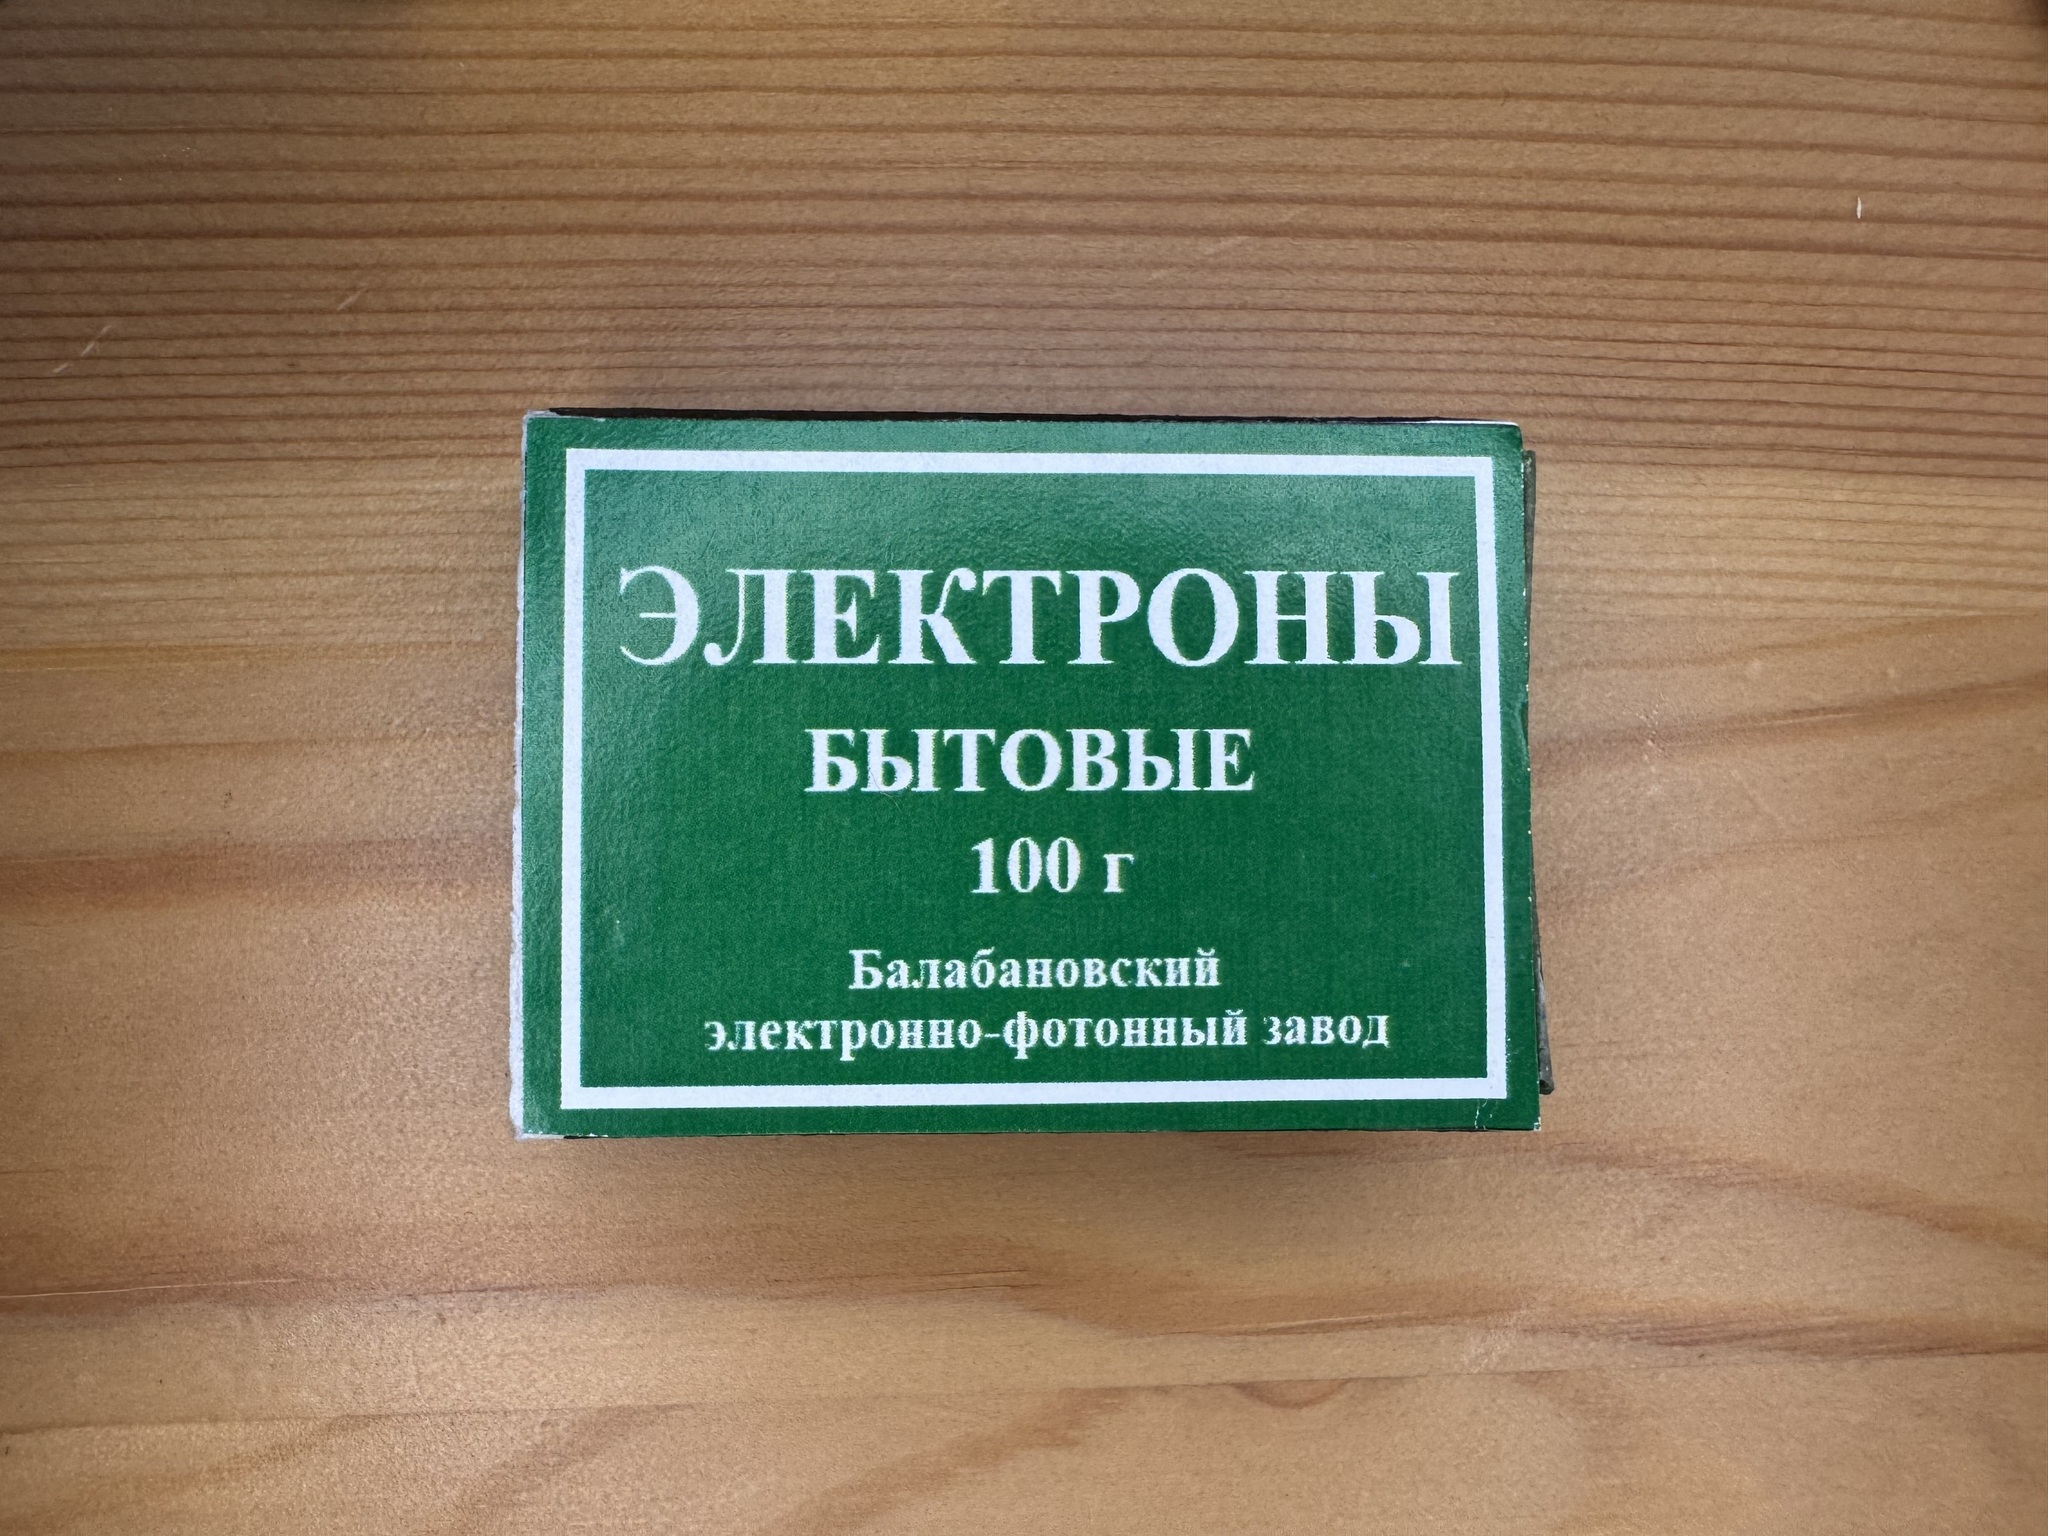 ЭЛЕКТРОНЫ
БЫТОВЫЕ
100 г
Балабановский
электронно-фотонный завод